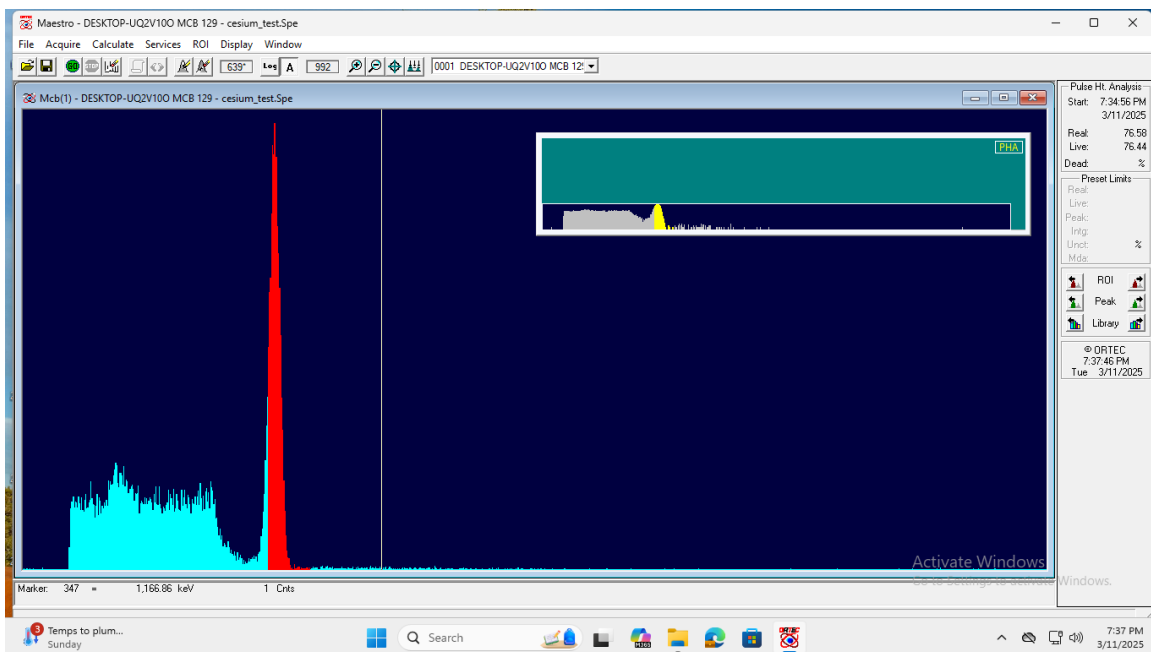 Maestro - DESKTOP-UQ2V10O MCB 129 - cesium_test.Spe
File Acquire Calculate Services ROI Display Window
GO 639* Log A 992 0001 DESKTOP-UQ2V10O MCB 12
Mcb(1) - DESKTOP-UQ2V10O MCB 129 - cesium_test.Spe
PHA
Pulse Ht. Analysis
Start: 7:34:56 PM
3/11/2025
Real: 76.58
Live: 76.44
Dead: %
Preset Limits
Real:
Live:
Peak:
Intg:
Unct: %
Mda:
ROI
Peak
Library
© ORTEC
7:37:46 PM
Tue 3/11/2025
Activate Windows
Go to Settings to activate Windows.
Marker: 347 = 1,166.86 keV 1 Cnts
3 Temps to plum...
Sunday
Search
M365
7:37 PM
3/11/2025